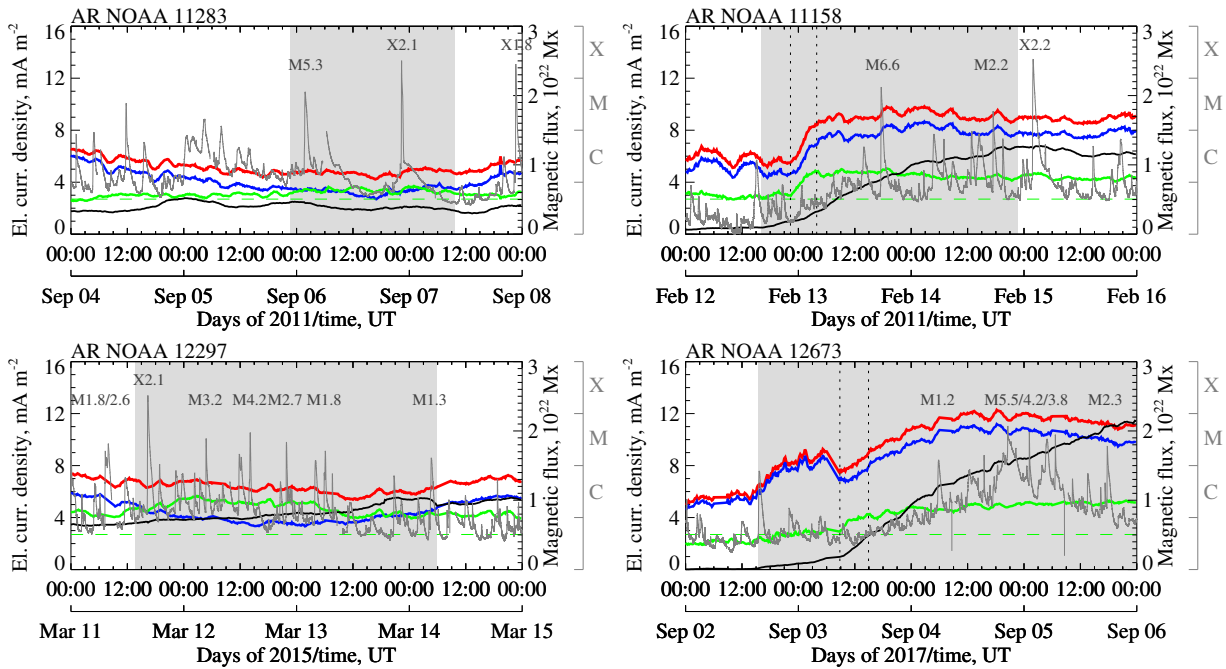 AR NOAA 11283
16
12
8
4
0
El. curr. density, mA m-2
M5.3
X2.1
X1.8
3
2
1
0
Magnetic flux, 10^22 Mx
X
M
C
00:00 12:00 00:00 12:00 00:00 12:00 00:00 12:00 00:00
Sep 04 Sep 05 Sep 06 Sep 07 Sep 08
Days of 2011/time, UT
AR NOAA 11158
16
12
8
4
0
El. curr. density, mA m-2
M6.6
M2.2
X2.2
3
2
1
0
Magnetic flux, 10^22 Mx
X
M
C
00:00 12:00 00:00 12:00 00:00 12:00 00:00 12:00 00:00
Feb 12 Feb 13 Feb 14 Feb 15 Feb 16
Days of 2011/time, UT
AR NOAA 12297
16
12
8
4
0
El. curr. density, mA m-2
X2.1
M1.8/2.6 M3.2 M4.2 M2.7 M1.8 M1.3
3
2
1
0
Magnetic flux, 10^22 Mx
X
M
C
00:00 12:00 00:00 12:00 00:00 12:00 00:00 12:00 00:00
Mar 11 Mar 12 Mar 13 Mar 14 Mar 15
Days of 2015/time, UT
AR NOAA 12673
16
12
8
4
0
El. curr. density, mA m-2
M1.2 M5.5/4.2/3.8 M2.3
3
2
1
0
Magnetic flux, 10^22 Mx
X
M
C
00:00 12:00 00:00 12:00 00:00 12:00 00:00 12:00 00:00
Sep 02 Sep 03 Sep 04 Sep 05 Sep 06
Days of 2017/time, UT